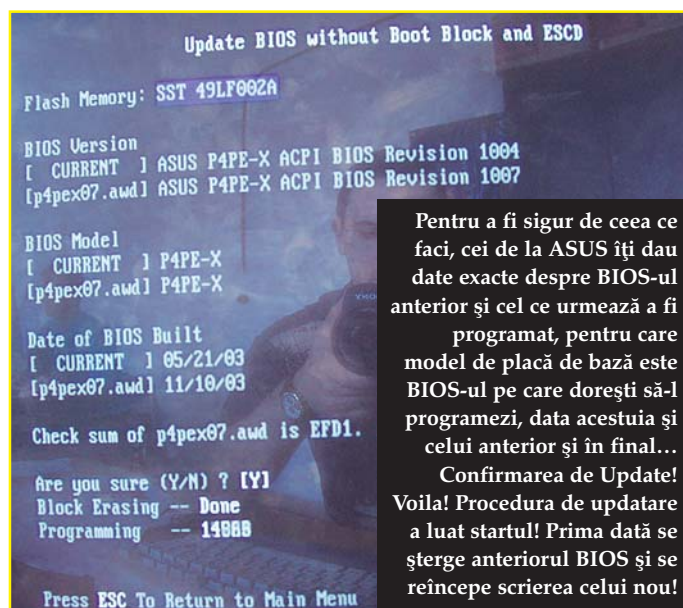 Update BIOS without Boot Block and ESCD
Flash Memory: SST 49LF002A
BIOS Version
[ CURRENT ] ASUS P4PE-X ACPI BIOS Revision 1004
[p4pex07.awd] ASUS P4PE-X ACPI BIOS Revision 1007
BIOS Model
[ CURRENT ] P4PE-X
[p4pex07.awd] P4PE-X
Date of BIOS Built
[ CURRENT ] 05/21/03
[p4pex07.awd] 11/10/03
Check sum of p4pex07.awd is EFD1.
Are you sure (Y/N) ? [Y]
Block Erasing -- Done
Programming --
Press ESC To Return to Main Menu
Pentru a fi sigur de ceea ce
faci, cei de la ASUS îţi dau
date exacte despre BIOS-ul
anterior şi cel ce urmează a fi
programat, pentru care
model de placă de bază este
BIOS-ul pe care doreşti să-l
programezi, data acestuia şi
celui anterior şi în final…
Confirmarea de Update!
Voila! Procedura de updatare
a luat startul! Prima dată se
şterge anteriorul BIOS şi se
reîncepe scrierea celui nou!